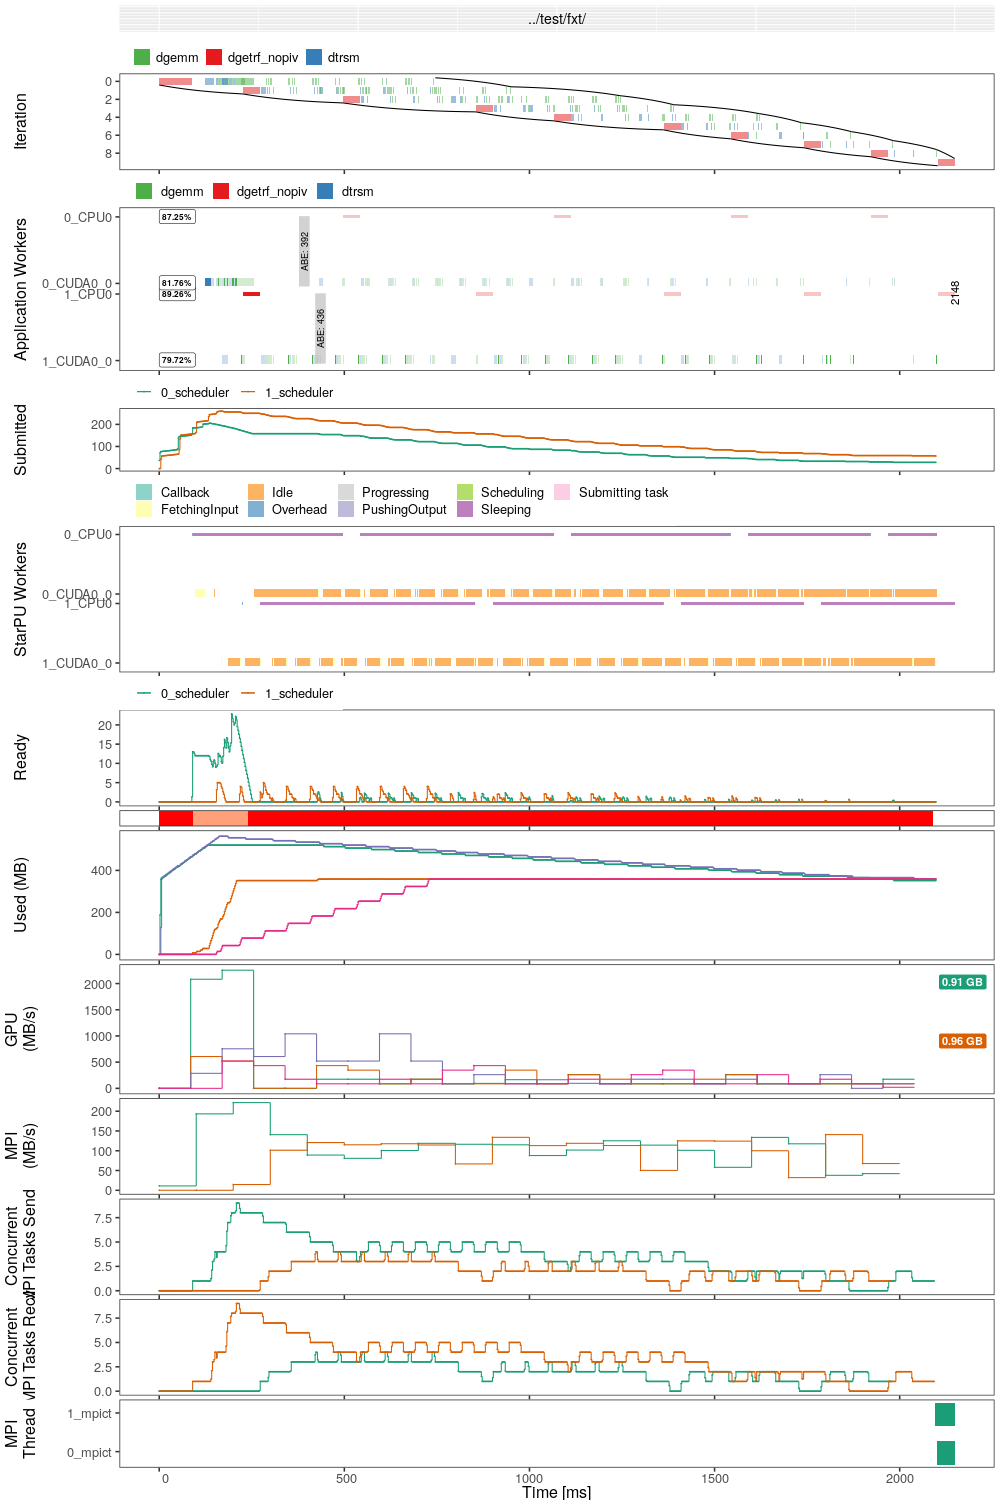 ../test/fxt/
dgemm dgetrf_nopiv dtrsm
Iteration
0
2
4
6
8
dgemm dgetrf_nopiv dtrsm
Application Workers
0_CPU0
87.25%
ABE: 392
0_CUDA0_0
81.76%
1_CPU0
89.26%
2148
ABE: 436
1_CUDA0_0
79.72%
0_scheduler 1_scheduler
Submitted
200
100
0
Callback Idle Progressing Scheduling Submitting task
FetchingInput Overhead PushingOutput Sleeping
StarPU Workers
0_CPU0
0_CUDA0_0
1_CPU0
1_CUDA0_0
0_scheduler 1_scheduler
Ready
20
15
10
5
0
Used (MB)
400
200
0
GPU
(MB/s)
2000
1500
1000
500
0
0.91 GB
0.96 GB
MPI
(MB/s)
200
150
100
50
0
Concurrent
MPI Tasks Send
7.5
5.0
2.5
0.0
Concurrent
MPI Tasks Recv
7.5
5.0
2.5
0.0
MPI
Thread
1_mpict
0_mpict
0 500 1000 1500 2000
Time [ms]